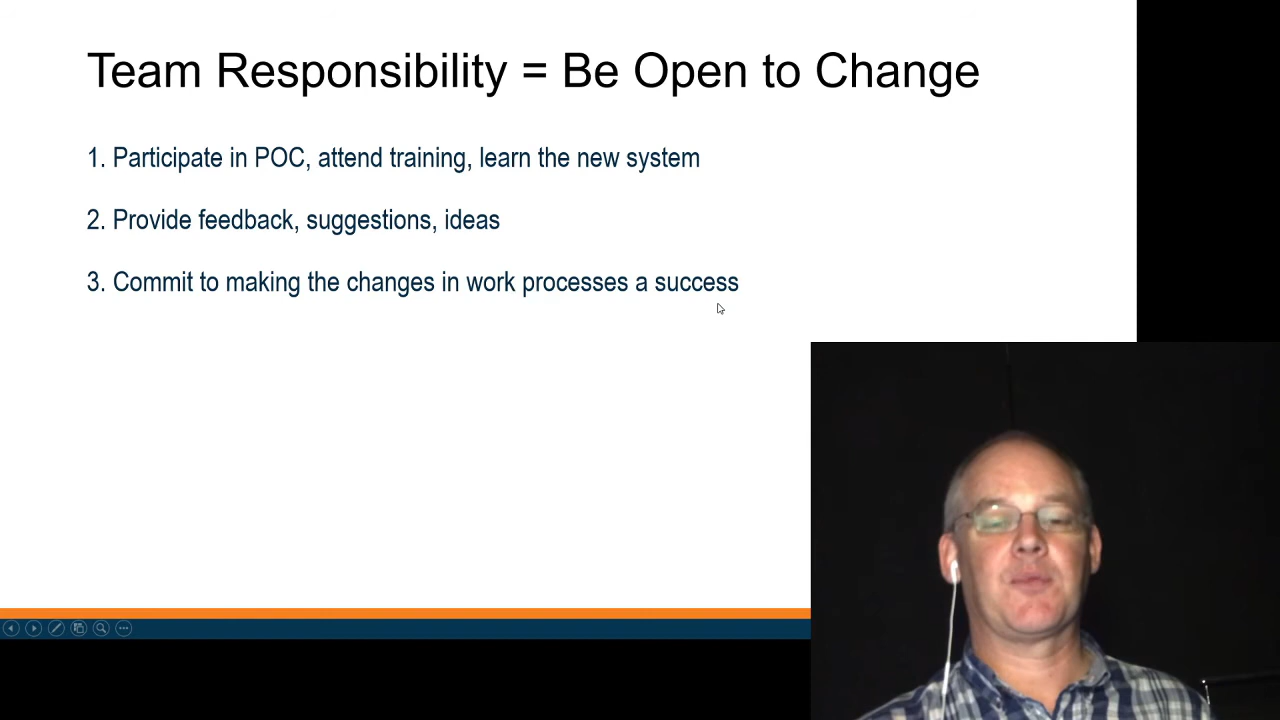 Team Responsibility = Be Open to Change
1. Participate in POC, attend training, learn the new system
2. Provide feedback, suggestions, ideas
3. Commit to making the changes in work processes a success